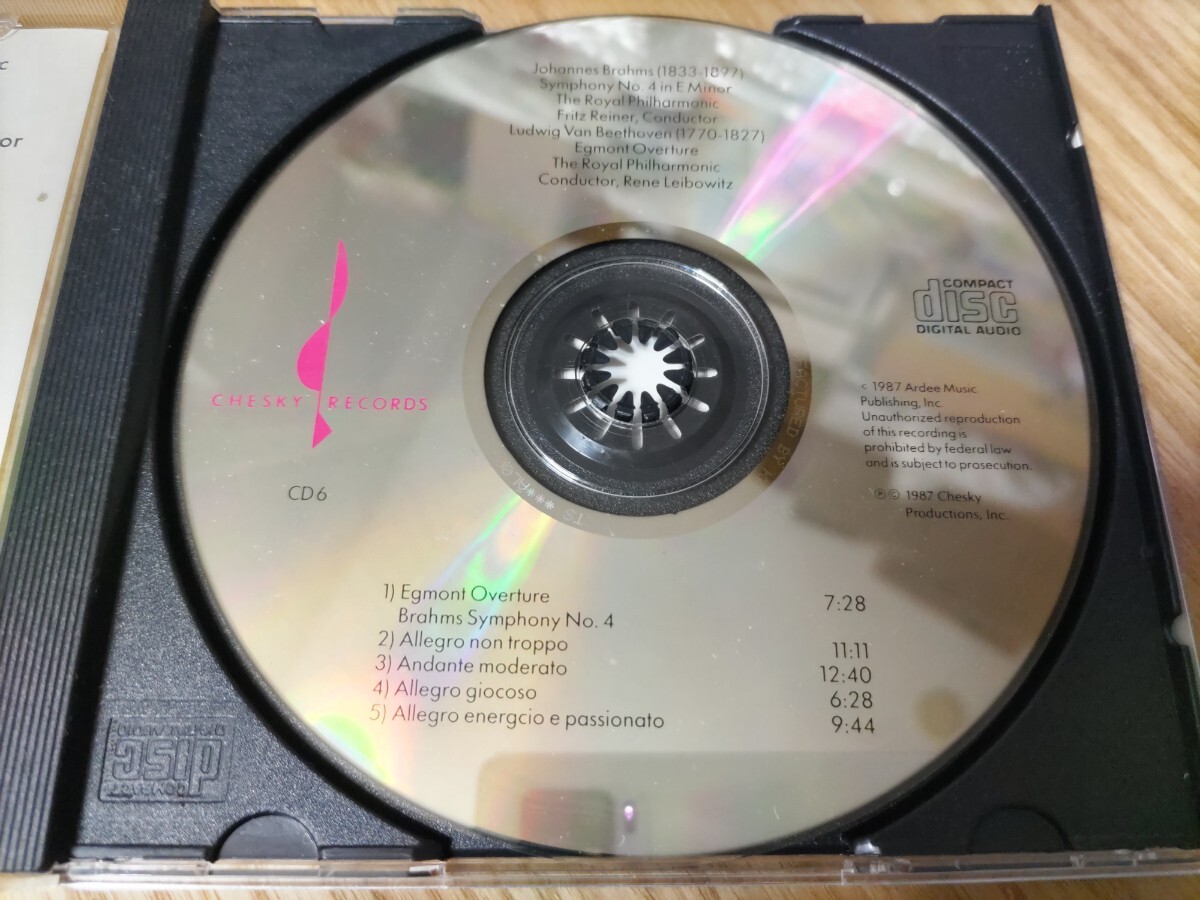 Johannes Brahms (1833-1897)
Symphony No. 4 in E Minor
The Royal Philharmonic
Fritz Reiner, Conductor
Ludwig Van Beethoven (1770-1827)
Egmont Overture
The Royal Philharmonic
Conductor, Rene Leibowitz
CHESKY RECORDS
CD6
COMPACT
disc
DIGITAL AUDIO
c 1987 Ardee Music
Publishing, Inc.
Unauthorized reproduction
of this recording is
prohibited by federal law
and is subject to prosecution.
℗© 1987 Chesky
Productions, Inc.
1) Egmont Overture 7:28
Brahms Symphony No. 4
2) Allegro non troppo 11:11
3) Andante moderato 12:40
4) Allegro giocoso 6:28
5) Allegro energcio e passionato 9:44
COMPACT
disc
DIGITAL AUDIO